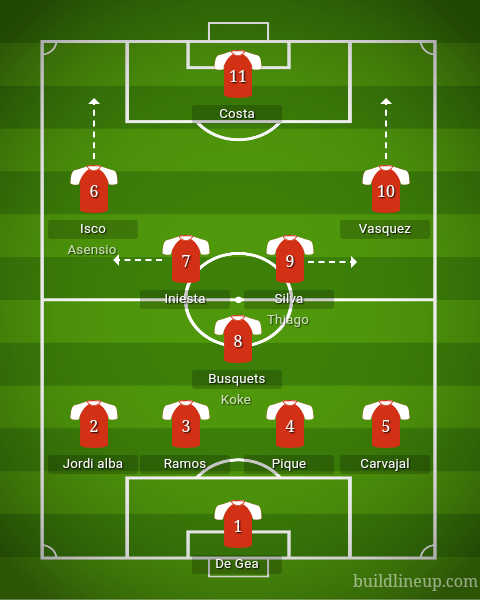 11
Costa
6
10
Isco
Vasquez
Asensio
7
9
Iniesta
Silva
Thiago
8
Busquets
Koke
2
3
4
5
Jordi alba
Ramos
Pique
Carvajal
1
De Gea
buildlineup.com